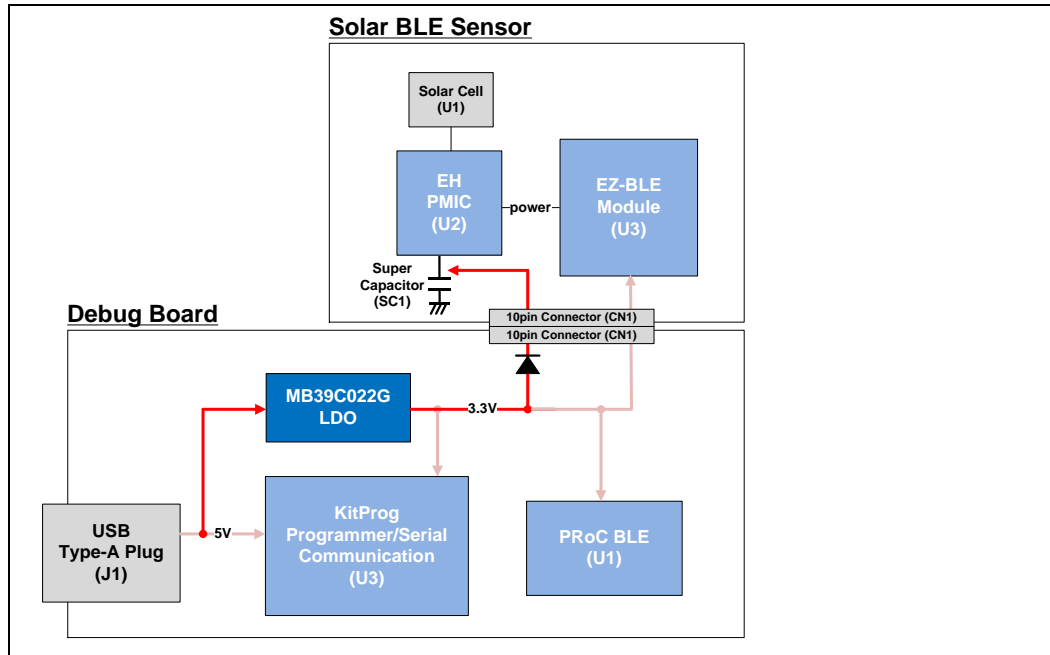 Solar BLE Sensor
Solar Cell
(U1)
EH
PMIC
(U2)
power
EZ-BLE
Module
(U3)
Super
Capacitor
(SC1)
10pin Connector (CN1)
Debug Board
10pin Connector (CN1)
MB39C022G
LDO
3.3V
USB
Type-A Plug
(J1)
5V
KitProg
Programmer/Serial
Communication
(U3)
PRoC BLE
(U1)